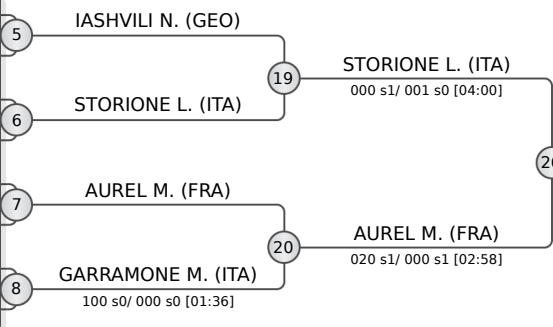 5
IASHVILI N. (GEO)
19
STORIONE L. (ITA)
000 s1/ 001 s0 [04:00]
6
STORIONE L. (ITA)
7
AUREL M. (FRA)
20
AUREL M. (FRA)
020 s1/ 000 s1 [02:58]
8
GARRAMONE M. (ITA)
100 s0/ 000 s0 [01:36]